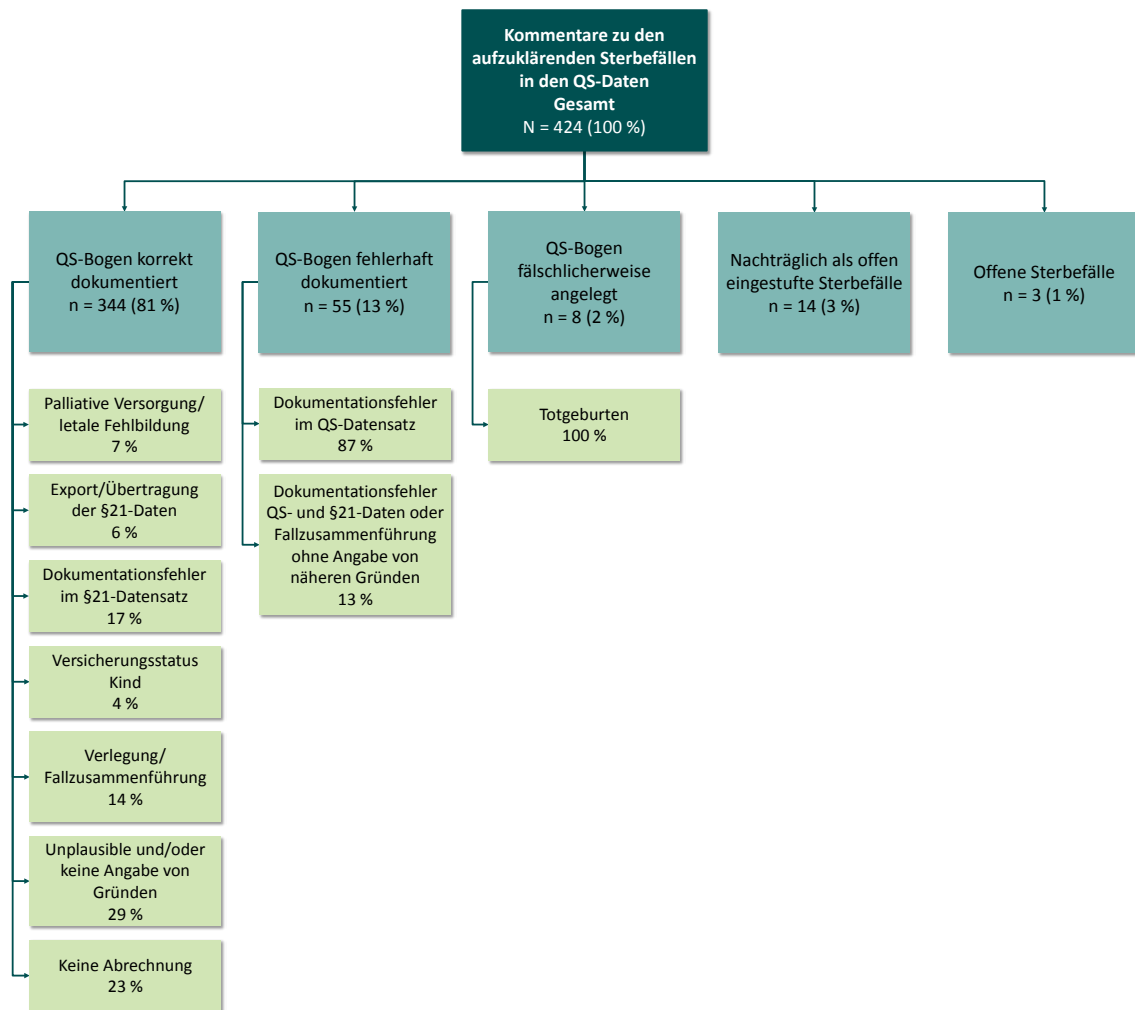 Kommentare zu den
aufzuklärenden Sterbefällen
in den QS-Daten
Gesamt
N = 424 (100 %)
QS-Bogen korrekt
dokumentiert
n = 344 (81 %)
QS-Bogen fehlerhaft
dokumentiert
n = 55 (13 %)
QS-Bogen
fälschlicherweise
angelegt
n = 8 (2 %)
Nachträglich als offen
eingestufte Sterbefälle
n = 14 (3 %)
Offene Sterbefälle
n = 3 (1 %)
Palliative Versorgung/
letale Fehlbildung
7 %
Export/Übertragung
der §21-Daten
6 %
Dokumentationsfehler
im §21-Datensatz
17 %
Versicherungsstatus
Kind
4 %
Verlegung/
Fallzusammenführung
14 %
Unplausible und/oder
keine Angabe von
Gründen
29 %
Keine Abrechnung
23 %
Dokumentationsfehler
im QS-Datensatz
87 %
Dokumentationsfehler
QS- und §21-Daten oder
Fallzusammenführung
ohne Angabe von
näheren Gründen
13 %
Totgeburten
100 %